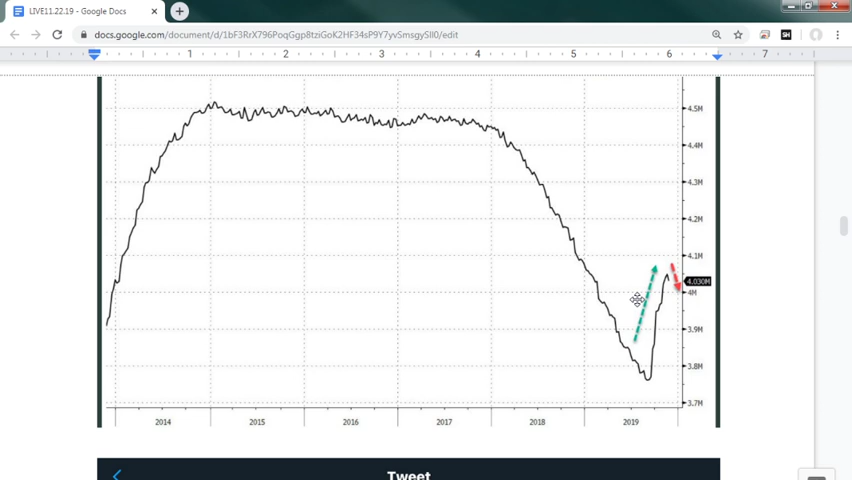 LIVE11.22.19 - Google Docs
docs.google.com/document/d/1bF3RrX796PoqGgp8tziGoK2HF34sP9Y7yvSmsgySII0/edit
SH
1 2 3 4 5 6 7
4.5M
4.4M
4.3M
4.2M
4.1M
4.030M
4M
3.9M
3.8M
3.7M
2014 2015 2016 2017 2018 2019
Tweet